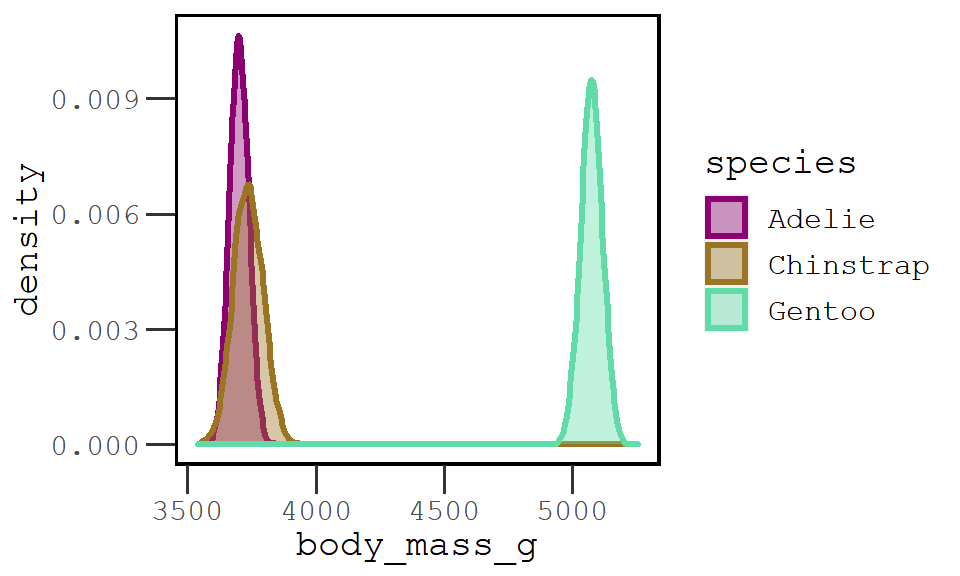 0.009
0.006
0.003
0.000
density
3500 4000 4500 5000
body_mass_g
species
Adelie
Chinstrap
Gentoo